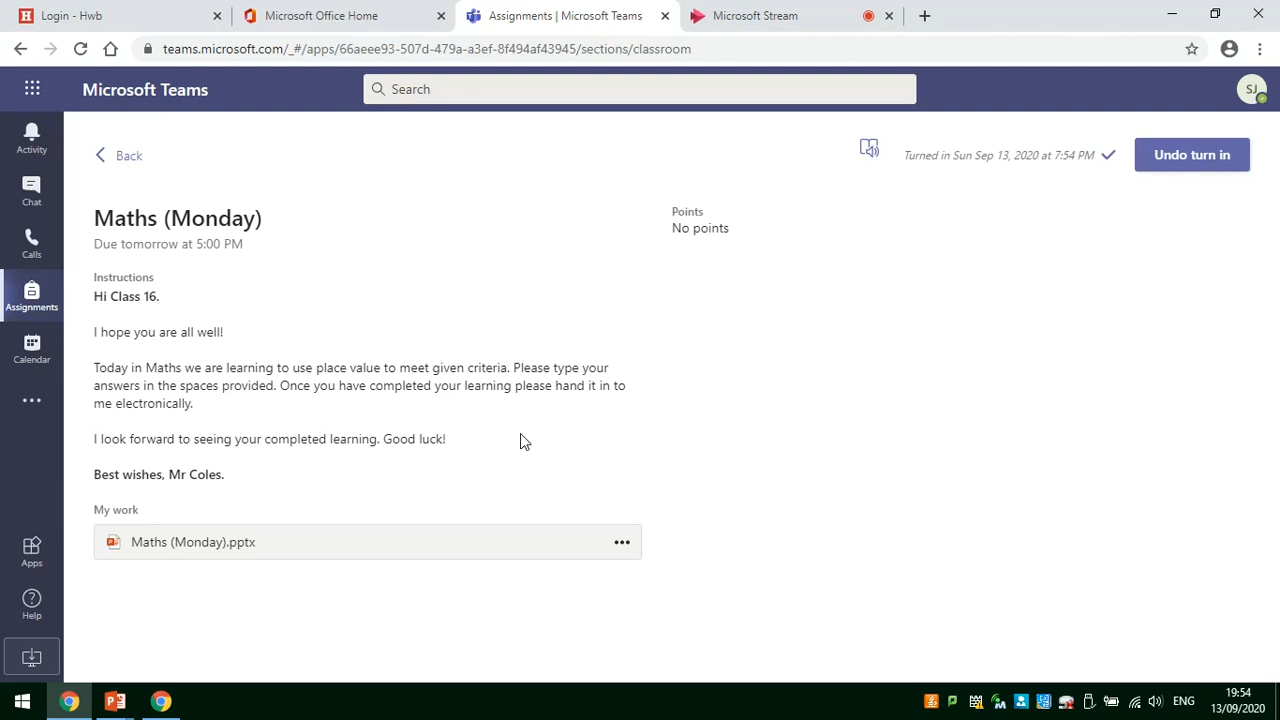 Login - Hwb
Microsoft Office Home
Assignments | Microsoft Teams
Microsoft Stream
teams.microsoft.com/_#/apps/66aeee93-507d-479a-a3ef-8f494af43945/sections/classroom
Microsoft Teams
Search
SJ
Activity
Chat
Calls
Assignments
Calendar
Apps
Help
Back
Turned in Sun Sep 13, 2020 at 7:54 PM
Undo turn in
Maths (Monday)
Due tomorrow at 5:00 PM
Points
No points
Instructions
Hi Class 16.
I hope you are all well!
Today in Maths we are learning to use place value to meet given criteria. Please type your
answers in the spaces provided. Once you have completed your learning please hand it in to
me electronically.
I look forward to seeing your completed learning. Good luck!
Best wishes, Mr Coles.
My work
Maths (Monday).pptx
ENG
19:54
13/09/2020